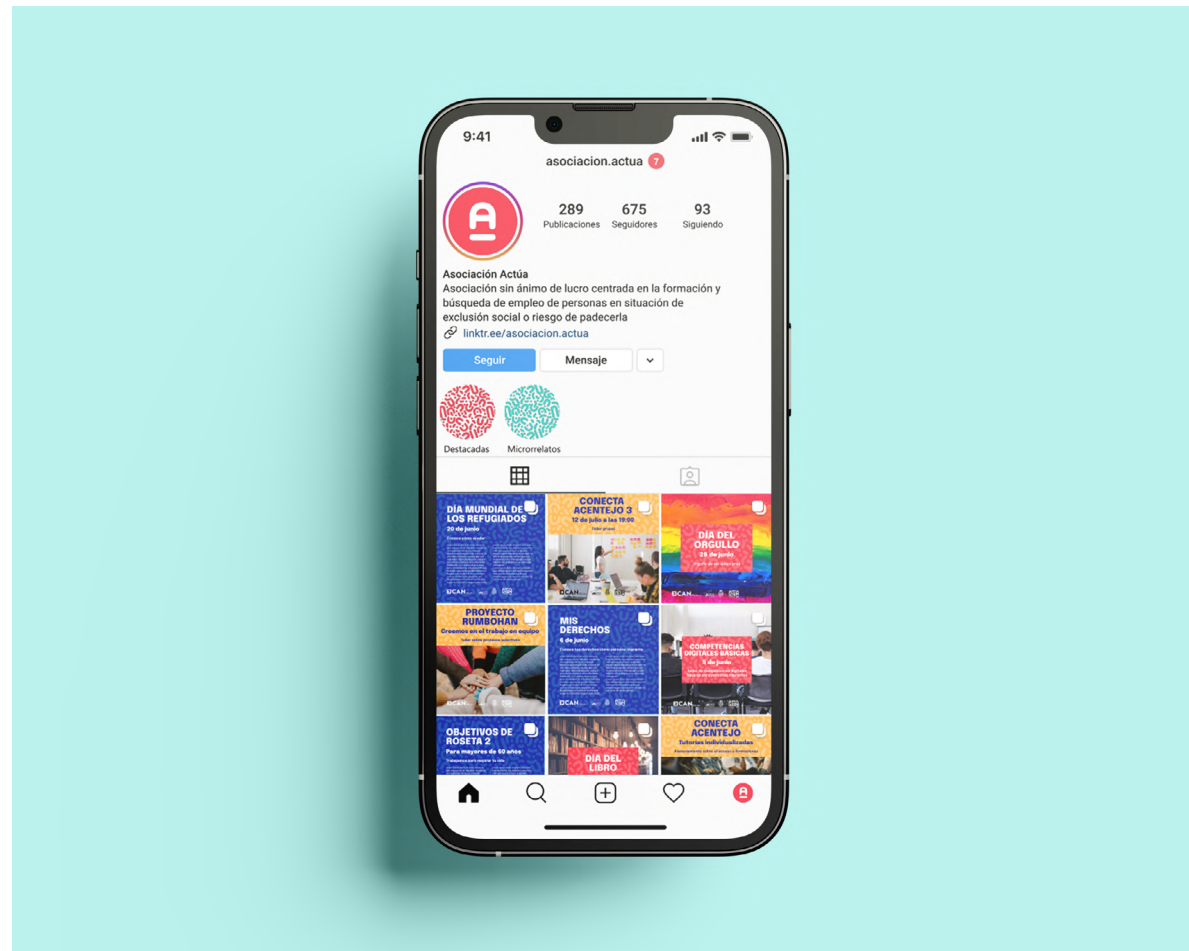 9:41
asociacion.actua 7
A
289 675 93
Publicaciones Seguidores Siguiendo
Asociación Actúa
Asociación sin ánimo de lucro centrada en la formación y
búsqueda de empleo de personas en situación de
exclusión social o riesgo de padecerla
linktr.ee/asociacion.actua
Seguir Mensaje
Destacadas Microrrelatos
DÍA MUNDIAL DE
LOS REFUGIADOS
20 de junio
CONECTA
ACENTEJO 3
12 de julio a las 19:00
DÍA DEL
ORGULLO
28 de junio
PROYECTO
RUMBOHAN
Creemos en el trabajo en equipo
MIS
DERECHOS
6 de junio
COMPETENCIAS
DIGITALES BÁSICAS
5 de junio
OBJETIVOS DE
ROSETA 2
Para mayores de 60 años
DÍA DEL
LIBRO
CONECTA
ACENTEJO
Tutorías individualizadas
A